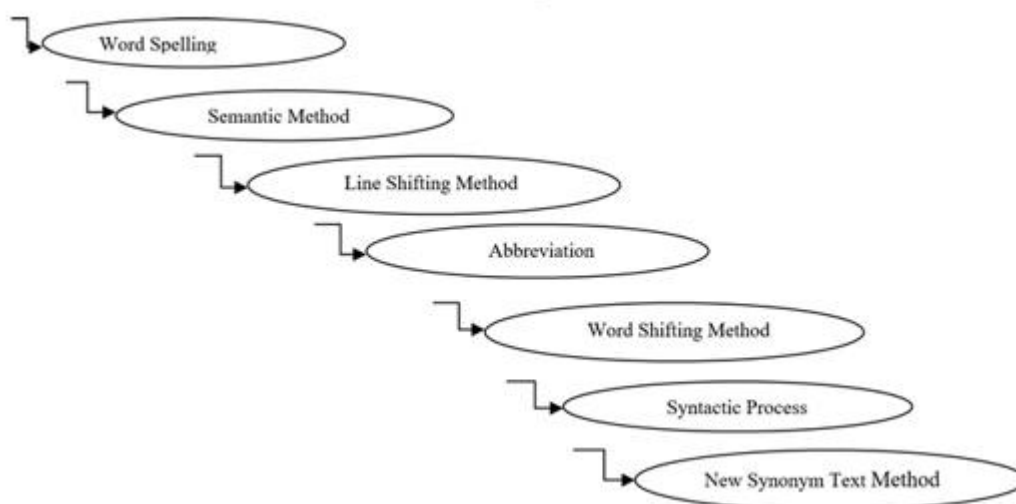 Word Spelling
Semantic Method
Line Shifting Method
Abbreviation
Word Shifting Method
Syntactic Process
New Synonym Text Method